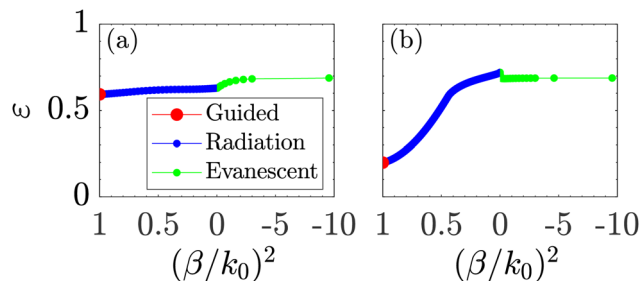 (a)
(b)
ε
1
0.5
0
Guided
Radiation
Evanescent
1 0.5 0 -5 -10
1 0.5 0 -5 -10
(β/k₀)²
(β/k₀)²